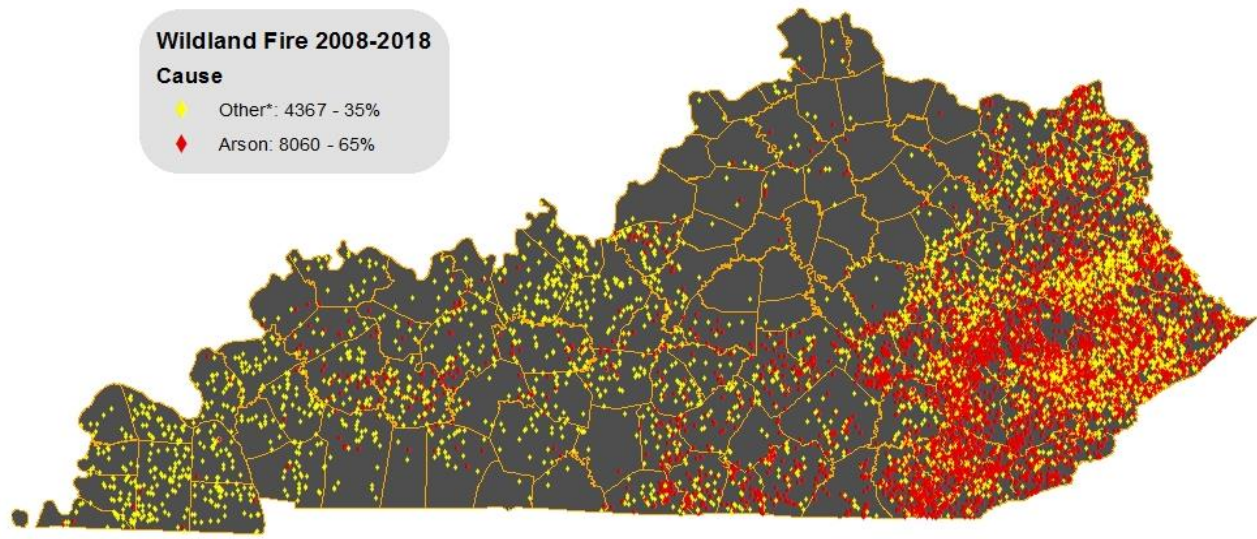 Wildland Fire 2008-2018
Cause
Other*: 4367 - 35%
Arson: 8060 - 65%